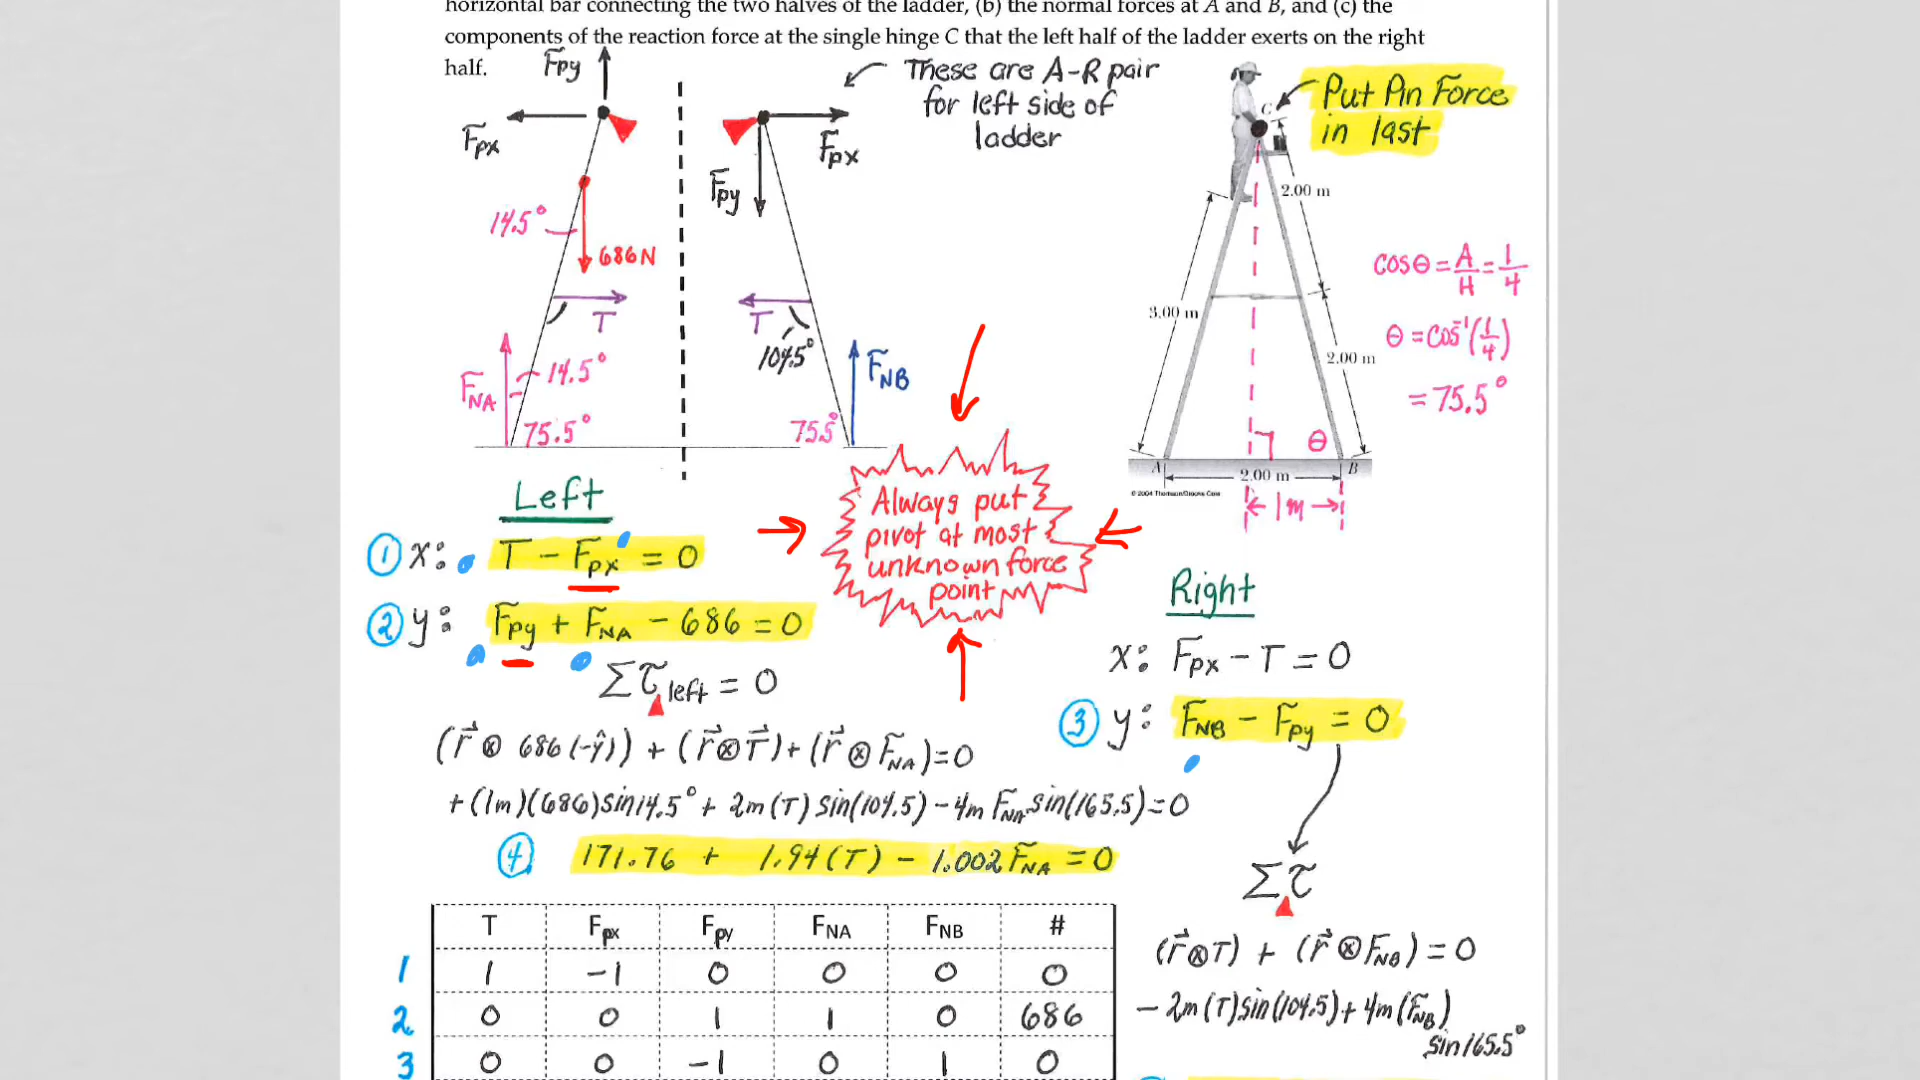 horizontal bar connecting the two halves of the ladder, (b) the normal forces at A and B, and (c) the
components of the reaction force at the single hinge C that the left half of the ladder exerts on the right
half.
Fpy
Fpx
14.5°
686N
T
FNA
14.5°
75.5°
Fpx
Fpy
T
104.5°
FNB
75.5°
These are A-R pair
for left side of
ladder
Put Pin Force
in last
C
2.00 m
3.00 m
2.00 m
θ
A
B
2.00 m
1m
cosθ = A/H = 1/4
θ = cos⁻¹(1/4)
= 75.5°
Always put
pivot at most
unknown force
point
Left
① x: T - Fpx = 0
② y: Fpy + FNA - 686 = 0
Στ left = 0
(r⃗ ⊗ 686(-ŷ)) + (r⃗ ⊗ T⃗) + (r⃗ ⊗ FNA) = 0
+ (1m)(686)sin14.5° + 2m(T) sin(104.5) - 4m FNA sin(165.5) = 0
④ 171.76 + 1.94(T) - 1.002 FNA = 0
Right
x: Fpx - T = 0
③ y: FNB - Fpy = 0
Στ
(r⃗ ⊗ T) + (r⃗ ⊗ FNB) = 0
- 2m(T)sin(104.5) + 4m(FNB)
sin165.5°
T Fpx Fpy FNA FNB #
1 1 -1 0 0 0 0
2 0 0 1 1 0 686
3 0 0 -1 0 1 0